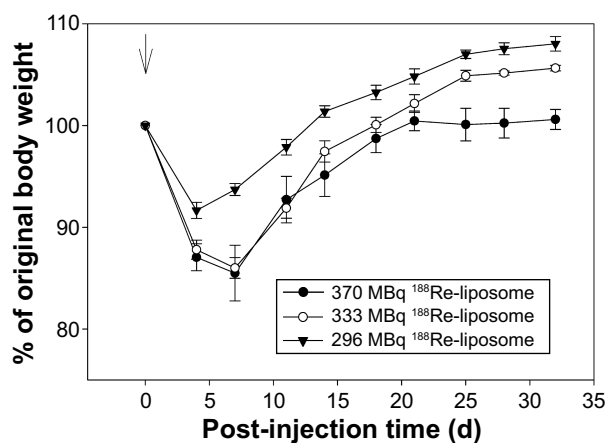 110
100
90
80
% of original body weight
370 MBq ¹⁸⁸Re-liposome
333 MBq ¹⁸⁸Re-liposome
296 MBq ¹⁸⁸Re-liposome
0 5 10 15 20 25 30 35
Post-injection time (d)